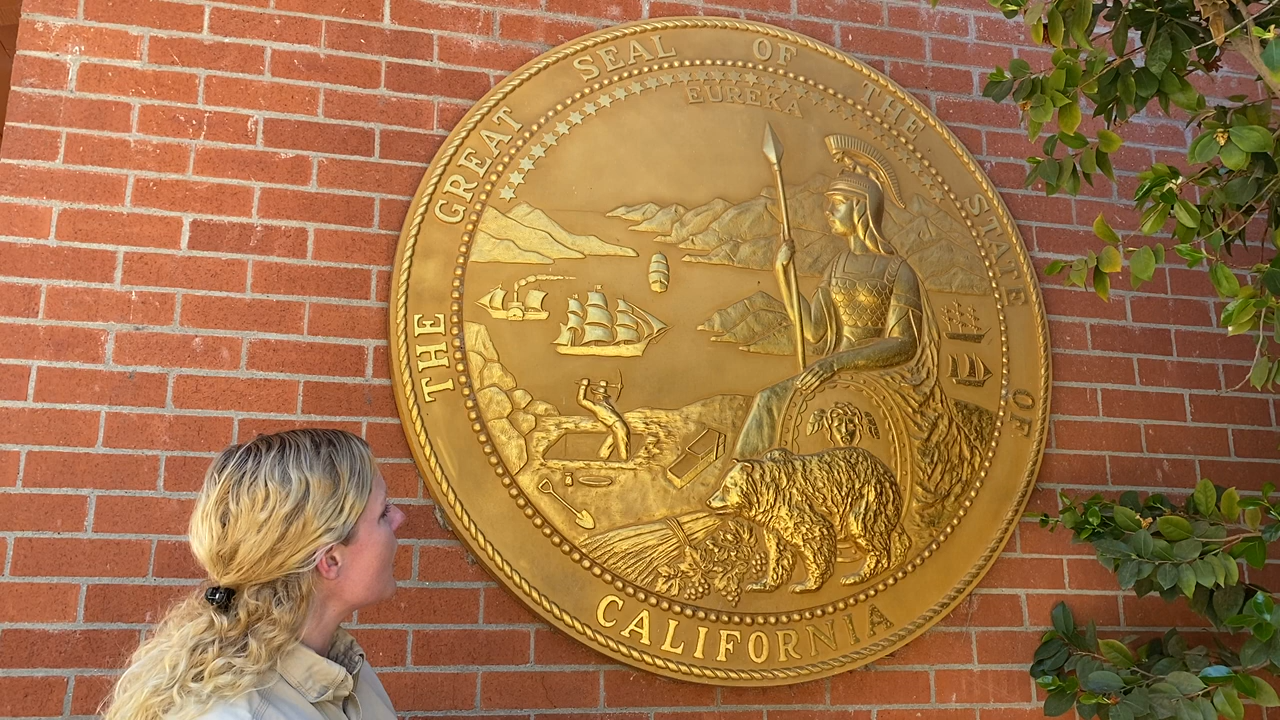 THE GREAT SEAL OF THE STATE OF CALIFORNIA
EUREKA